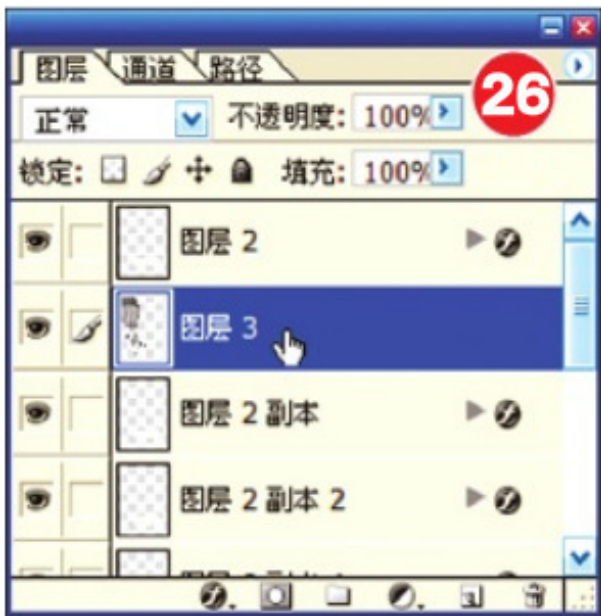 图层 通道 路径
26
正常 不透明度: 100%
锁定: 填充: 100%
图层 2
图层 3
图层 2 副本
图层 2 副本 2